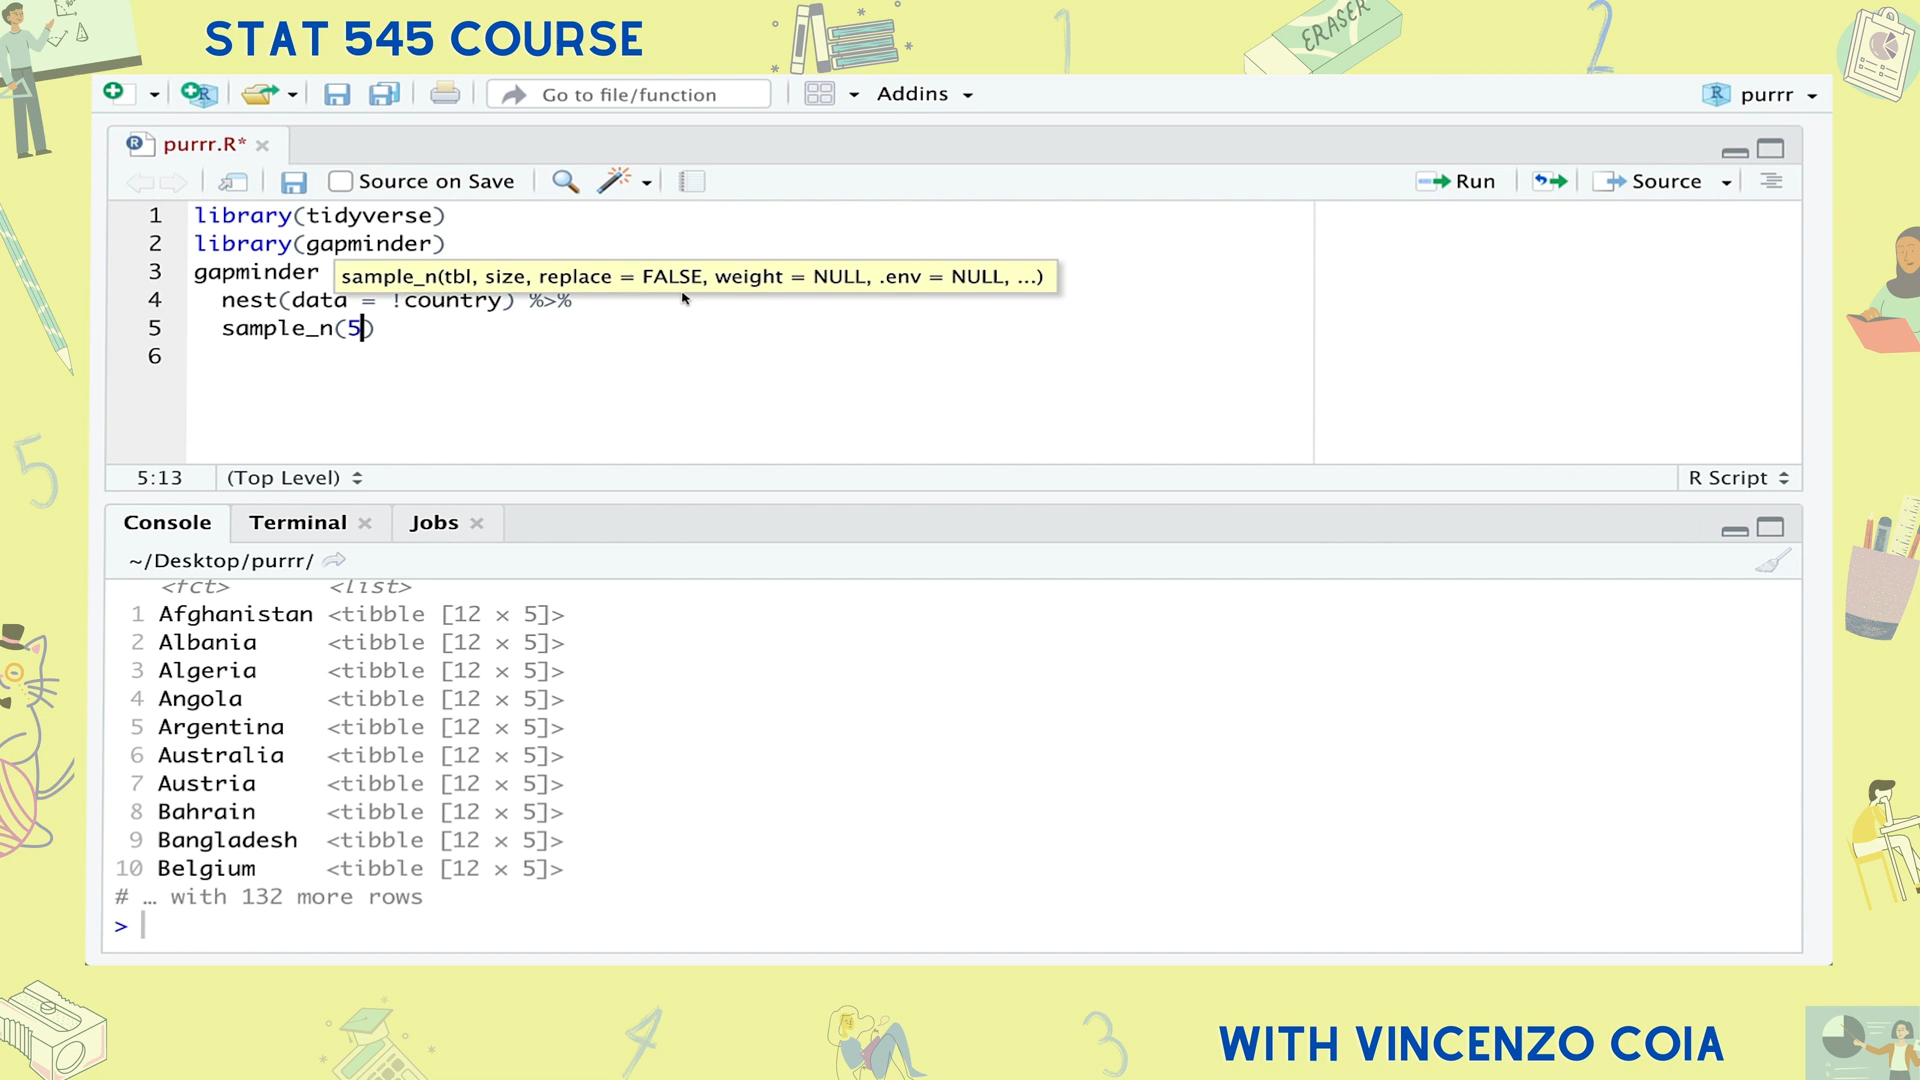 STAT 545 COURSE
ERASER
1
2
Go to file/function
Addins
purrr
purrr.R*
Source on Save
Run
Source
1 library(tidyverse)
2 library(gapminder)
3 gapminder
sample_n(tbl, size, replace = FALSE, weight = NULL, .env = NULL, ...)
4 nest(data = !country) %>%
5 sample_n(5)
6
5:13 (Top Level)
R Script
Console Terminal Jobs
~/Desktop/purrr/
<fct> <list>
1 Afghanistan <tibble [12 × 5]>
2 Albania <tibble [12 × 5]>
3 Algeria <tibble [12 × 5]>
4 Angola <tibble [12 × 5]>
5 Argentina <tibble [12 × 5]>
6 Australia <tibble [12 × 5]>
7 Austria <tibble [12 × 5]>
8 Bahrain <tibble [12 × 5]>
9 Bangladesh <tibble [12 × 5]>
10 Belgium <tibble [12 × 5]>
# … with 132 more rows
>
5
4
3
WITH VINCENZO COIA